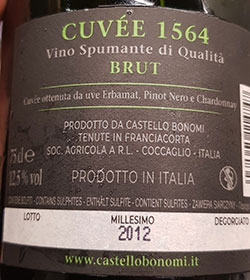 CUVÉE 1564
Vino Spumante di Qualità
BRUT
Cuvée ottenuta da uve Erbamat, Pinot Nero e Chardonnay
PRODOTTO DA CASTELLO BONOMI
TENUTE IN FRANCIACORTA
SOC. AGRICOLA A R.L. - COCCAGLIO - ITALIA
75cl e
12,5% vol
PRODOTTO IN ITALIA
CONTIENE SOLFITI - CONTAINS SULPHITES - ENTHÄLT SULFITE - CONTIENT SULFITES -
LOTTO MILLESIMO DEGORGIATO
2012
www.castellobonomi.it